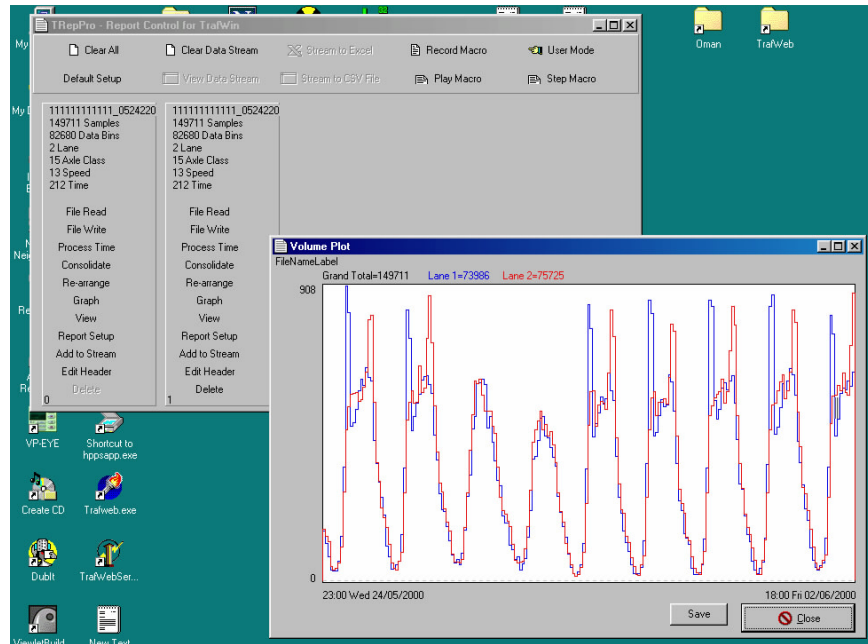 TRepPro - Report Control for TrafWin
Clear All
Clear Data Stream
Stream to Excel
Record Macro
User Mode
Default Setup
View Data Stream
Stream to CSV File
Play Macro
Step Macro
111111111111_0524220
149711 Samples
82680 Data Bins
2 Lane
15 Axle Class
13 Speed
212 Time
File Read
File Write
Process Time
Consolidate
Re-arrange
Graph
View
Report Setup
Add to Stream
Edit Header
Delete
0
111111111111_0524220
149711 Samples
82680 Data Bins
2 Lane
15 Axle Class
13 Speed
212 Time
File Read
File Write
Process Time
Consolidate
Re-arrange
Graph
View
Report Setup
Add to Stream
Edit Header
Delete
1
Volume Plot
FileNameLabel
Grand Total=149711 Lane 1=73986 Lane 2=75725
908
0
23:00 Wed 24/05/2000
18:00 Fri 02/06/2000
Save
Close
Oman
TrafWeb
My
My
Neig
Re
VP-EYE
Shortcut to
hppsapp.exe
Create CD
Trafweb.exe
DubIt
TrafWebSer...
ViewletBuild
New Text